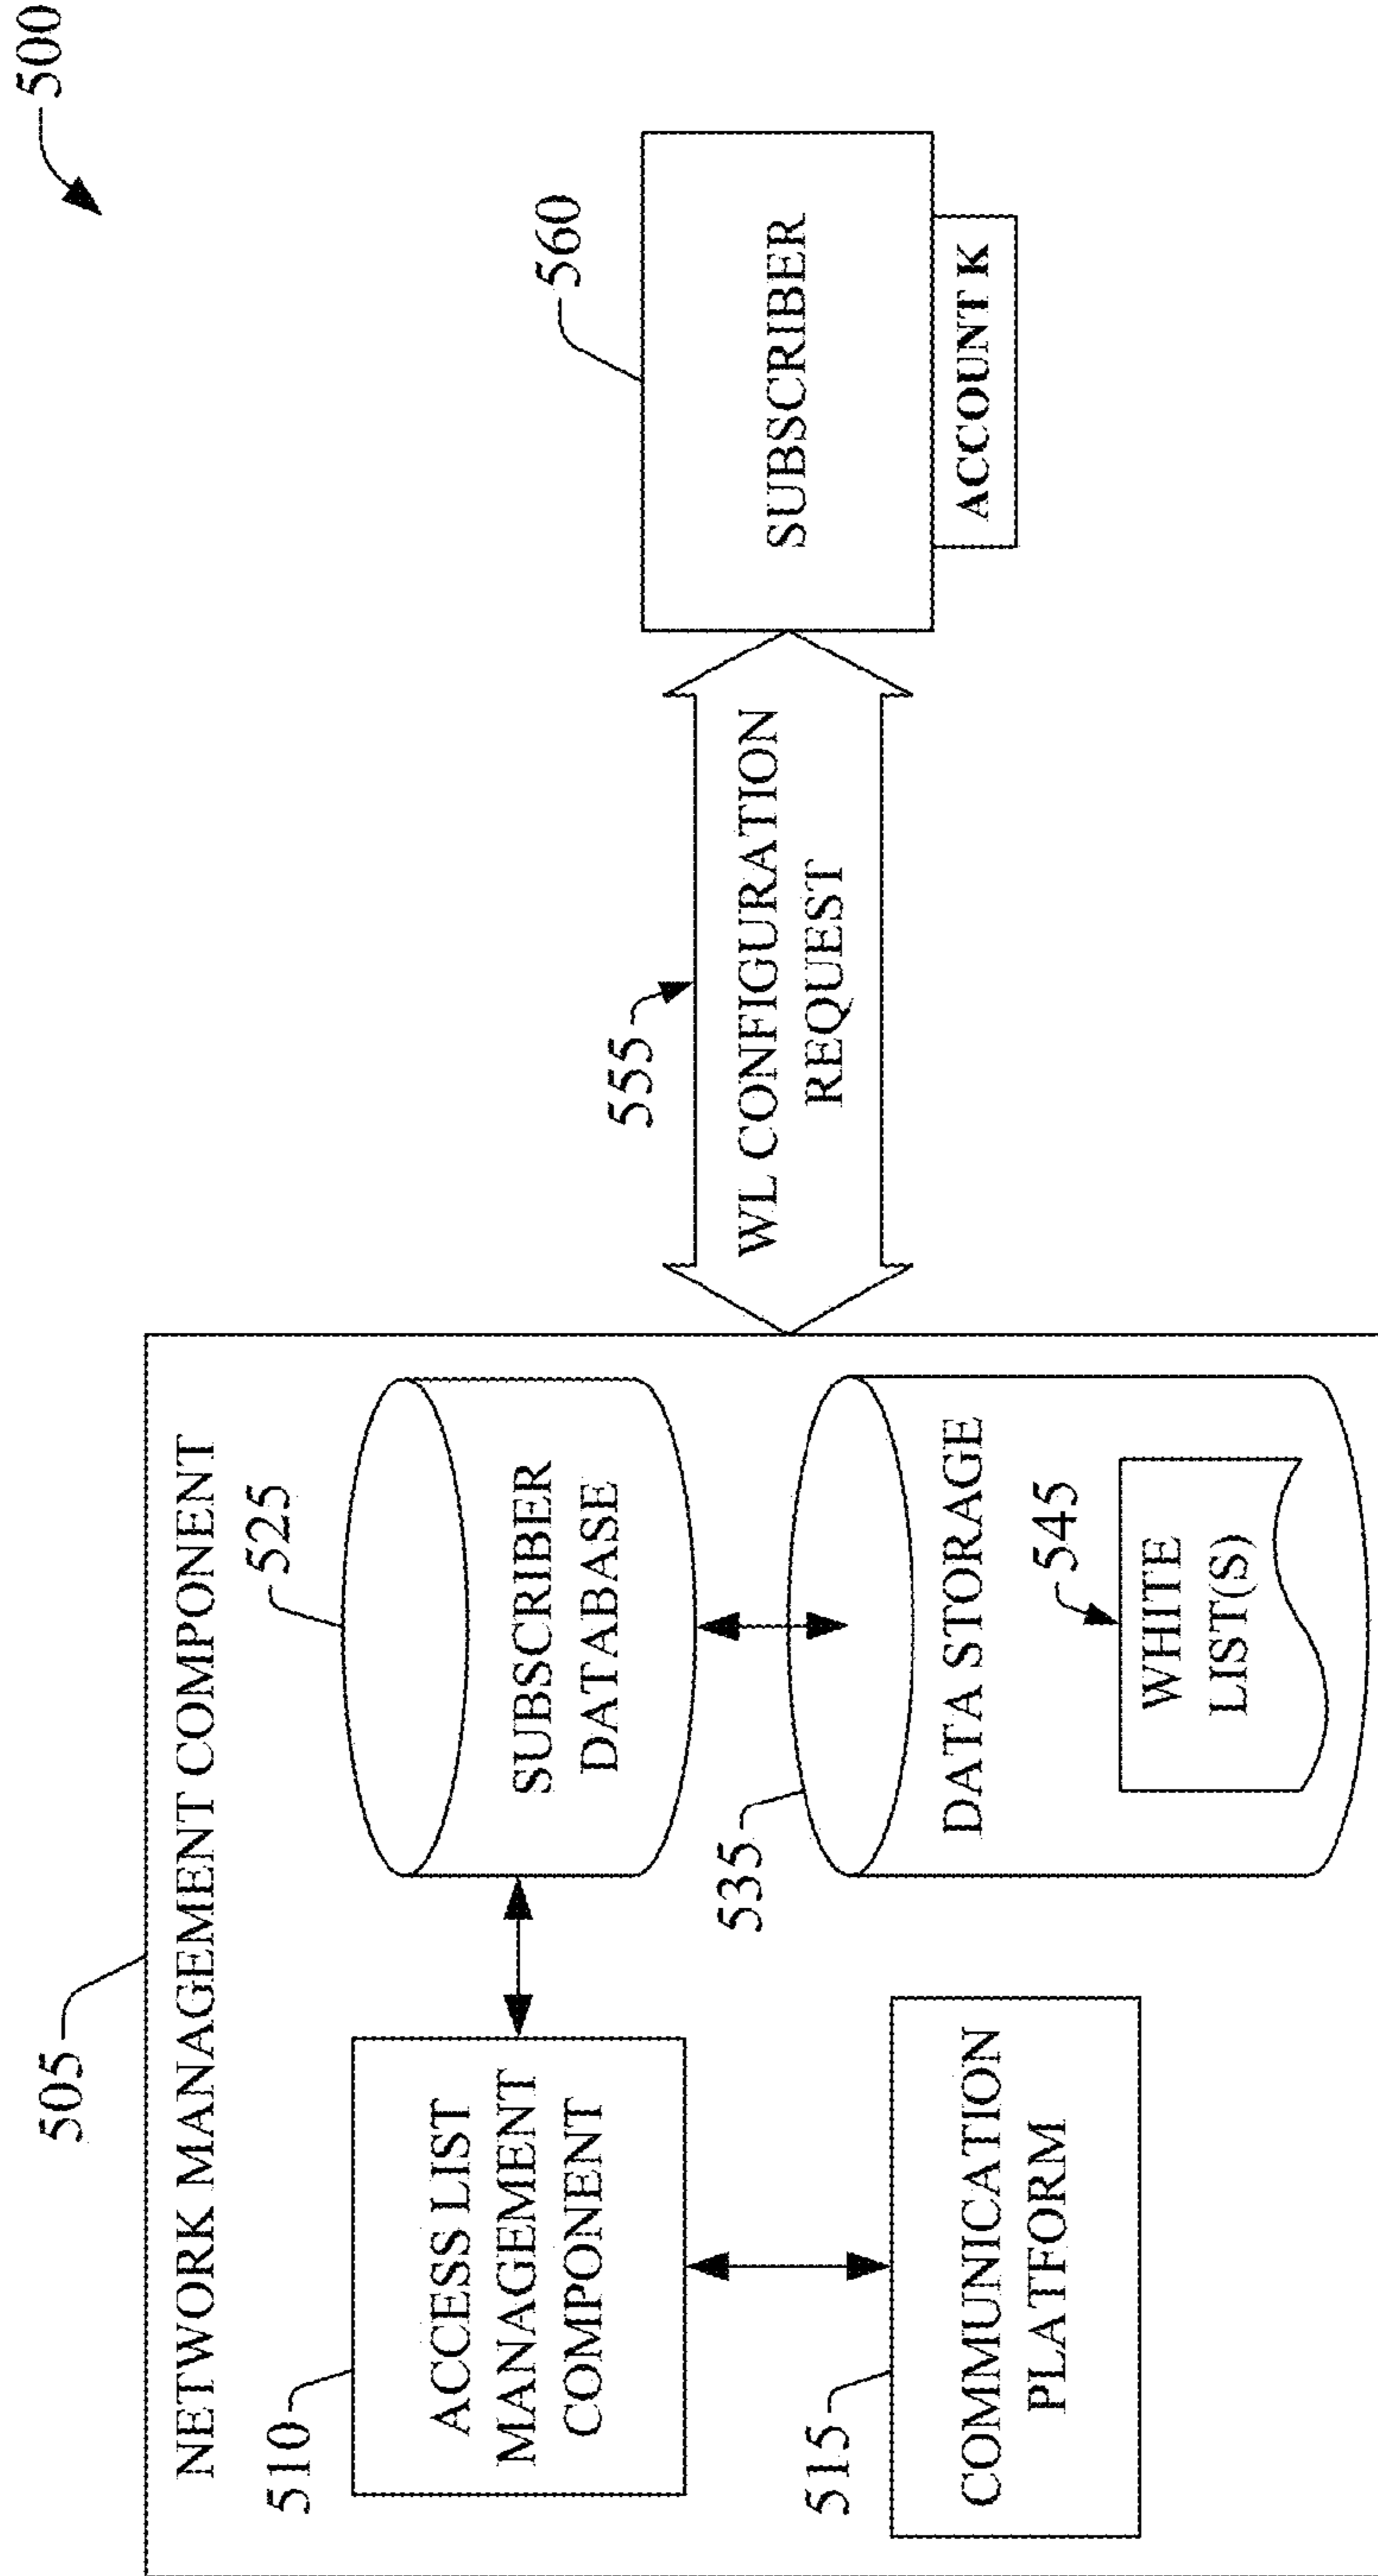 500
505
NETWORK MANAGEMENT COMPONENT
510
ACCESS LIST
MANAGEMENT
COMPONENT
525
SUBSCRIBER
DATABASE
515
COMMUNICATION
PLATFORM
535
DATA STORAGE
545
WHITE
LIST(S)
555
WL CONFIGURATION
REQUEST
560
SUBSCRIBER
ACCOUNT K